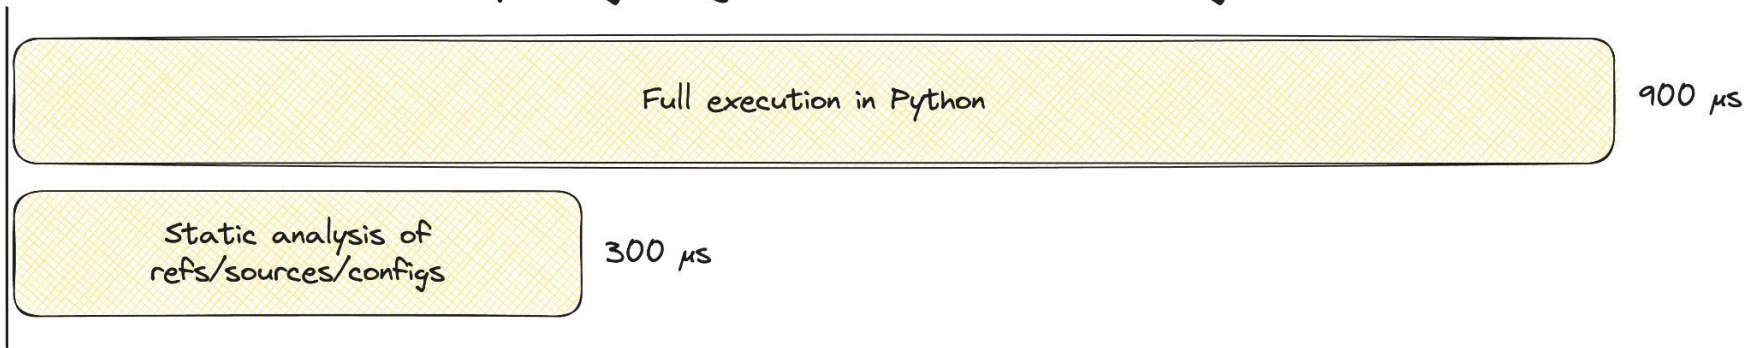 Full execution in Python
900 μs
Static analysis of
refs/sources/configs
300 μs